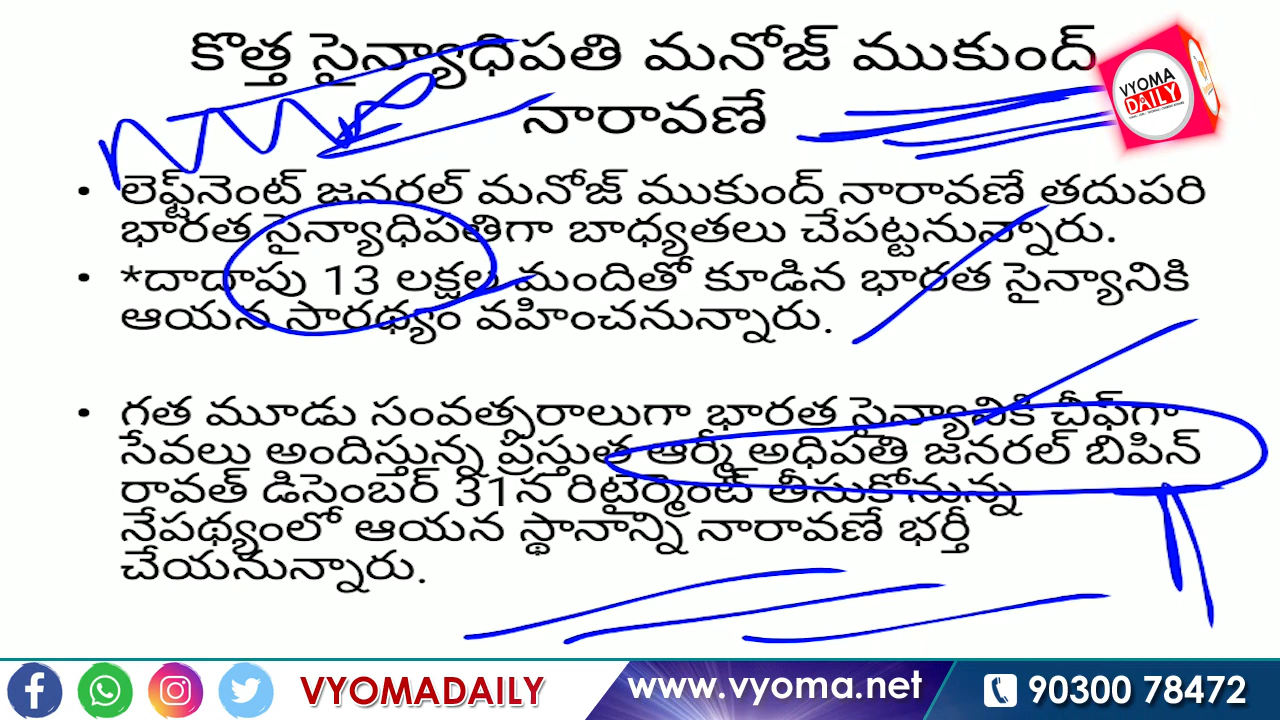 కొత్త సైన్యాధిపతి మనోజ్ ముకుంద్
నారావణే
VYOMA
DAILY
• లెఫ్ట్‌నెంట్ జనరల్ మనోజ్ ముకుంద్ నారావణే తదుపరి
భారత సైన్యాధిపతిగా బాధ్యతలు చేపట్టనున్నారు.
• *దాదాపు 13 లక్షల మందితో కూడిన భారత సైన్యానికి
ఆయన సారథ్యం వహించనున్నారు.
• గత మూడు సంవత్సరాలుగా భారత సైన్యానికి చీఫ్‌గా
సేవలు అందిస్తున్న ప్రస్తుత ఆర్మీ అధిపతి జనరల్ బిపిన్
రావత్ డిసెంబర్ 31న రిటైర్మెంట్ తీసుకోనున్న
నేపథ్యంలో ఆయన స్థానాన్ని నారావణే భర్తీ
చేయనున్నారు.
VYOMADAILY www.vyoma.net 90300 78472